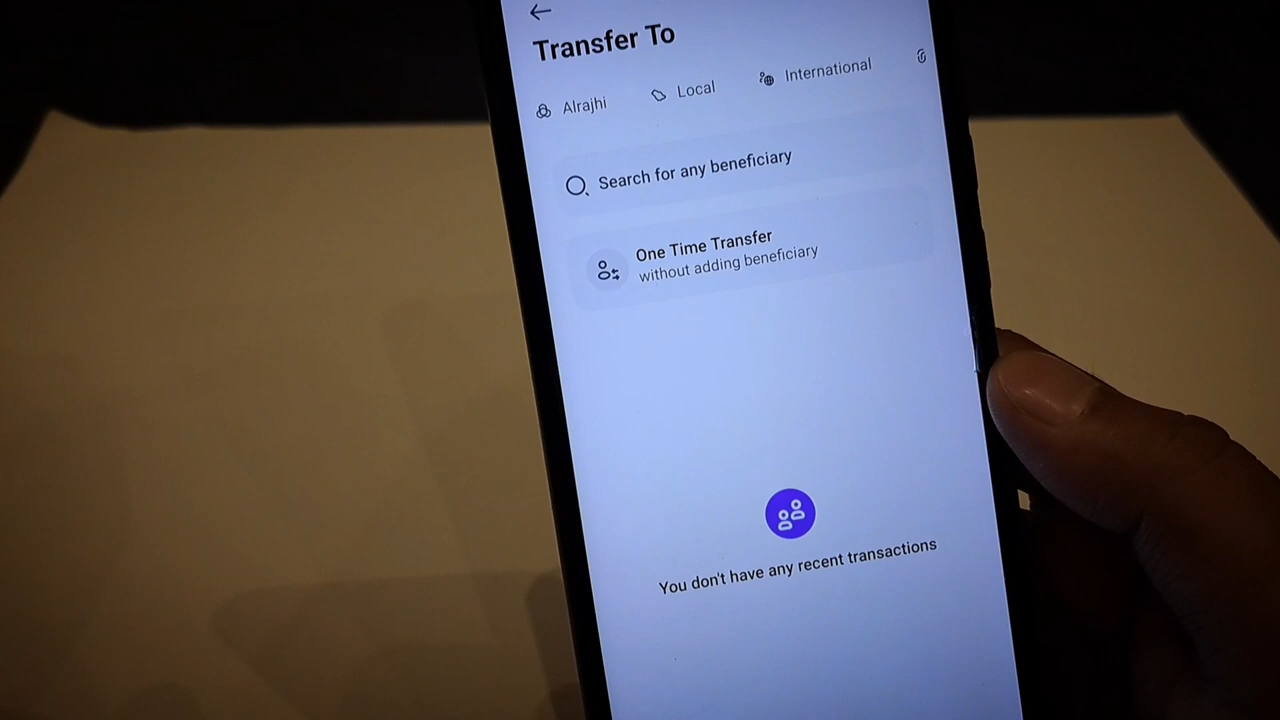 Transfer To
Alrajhi Local International
Search for any beneficiary
One Time Transfer
without adding beneficiary
You don't have any recent transactions